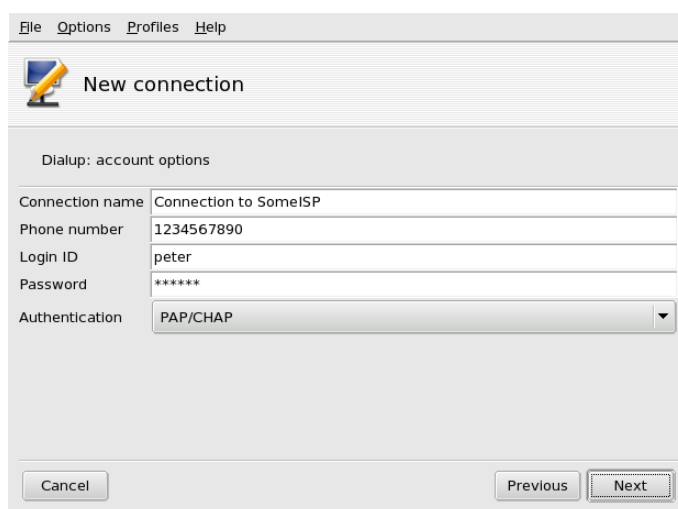 File Options Profiles Help
New connection
Dialup: account options
Connection name Connection to SomeISP
Phone number 1234567890
Login ID peter
Password ******
Authentication PAP/CHAP
Cancel Previous Next